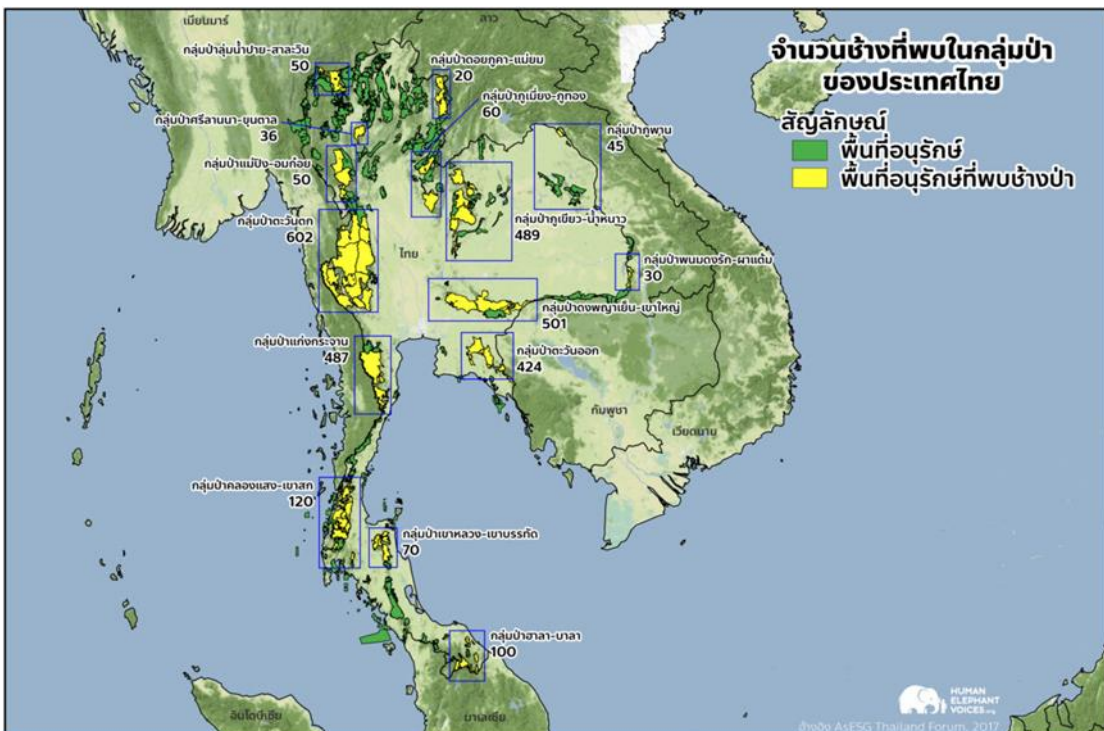 เมียนมาร์
ลาว
จำนวนช้างที่พบในกลุ่มป่า
ของประเทศไทย
สัญลักษณ์
พื้นที่อนุรักษ์
พื้นที่อนุรักษ์ที่พบช้างป่า
กลุ่มป่าลุ่มน้ำปาย-สาละวิน
50
กลุ่มป่าดอยภูคา-แม่ยม
20
กลุ่มป่าภูเมี่ยง-ภูทอง
60
กลุ่มป่าศรีลานนา-ขุนตาล
36
กลุ่มป่าภูพาน
45
กลุ่มป่าแม่ปิง-อมก๋อย
50
กลุ่มป่าตะวันตก
602
กลุ่มป่าภูเขียว-น้ำหนาว
489
ไทย
กลุ่มป่าพนมดงรัก-ผาแต้ม
30
กลุ่มป่าดงพญาเย็น-เขาใหญ่
501
กลุ่มป่าแก่งกระจาน
487
กลุ่มป่าตะวันออก
424
กัมพูชา
เวียดนาม
กลุ่มป่าคลองแสง-เขาสก
120
กลุ่มป่าเขาหลวง-เขาบรรทัด
70
กลุ่มป่าฮาลา-บาลา
100
อินโดนีเซีย
มาเลเซีย
HUMAN
ELEPHANT
VOICES.org
อ้างอิง AsESG Thailand Forum, 2017